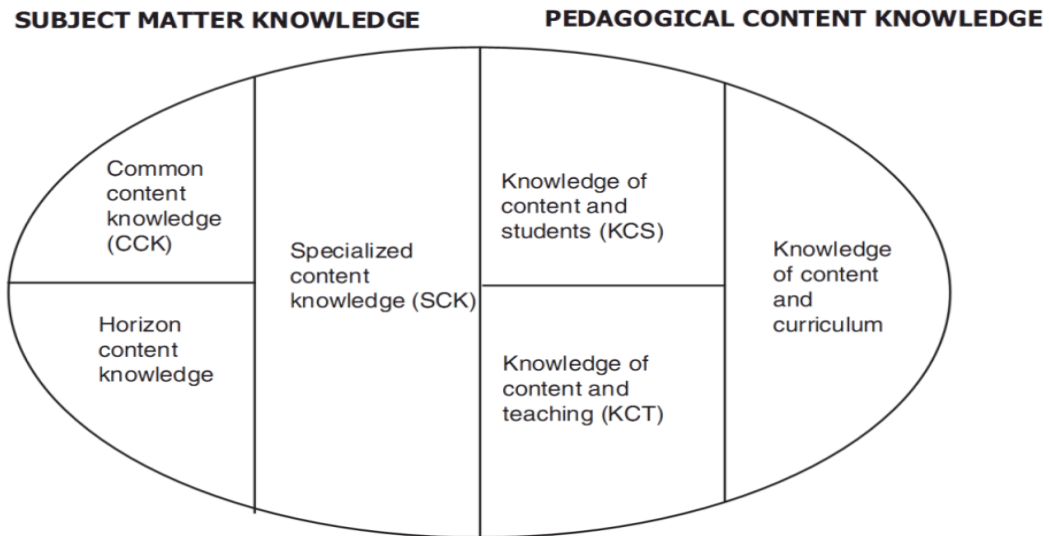 SUBJECT MATTER KNOWLEDGE
PEDAGOGICAL CONTENT KNOWLEDGE
Common
content
knowledge
(CCK)
Horizon
content
knowledge
Specialized
content
knowledge (SCK)
Knowledge of
content and
students (KCS)
Knowledge of
content and
teaching (KCT)
Knowledge
of content
and
curriculum